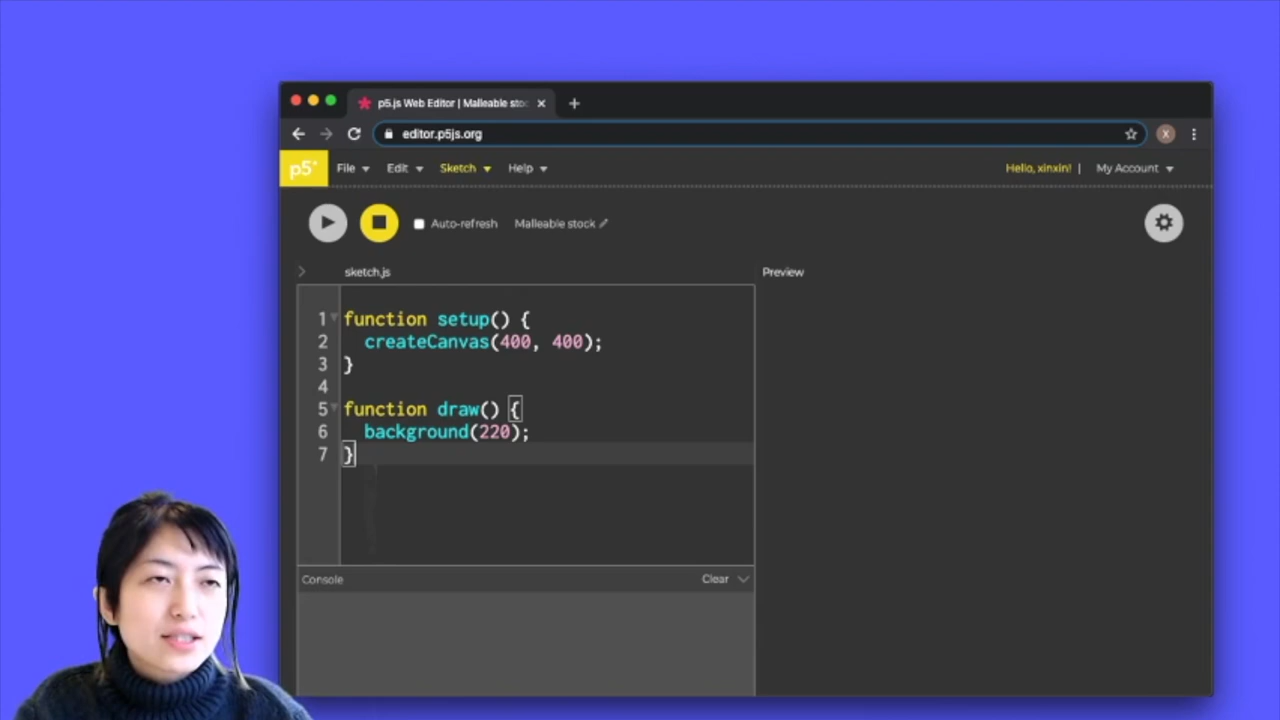 p5.js Web Editor | Malleable stoc
editor.p5js.org
X
p5*
File
Edit
Sketch
Help
Hello, xinxin! |
My Account
Auto-refresh
Malleable stock
sketch.js
Preview
1 function setup() {
2 createCanvas(400, 400);
3 }
4
5 function draw() {
6 background(220);
7 }
Console
Clear